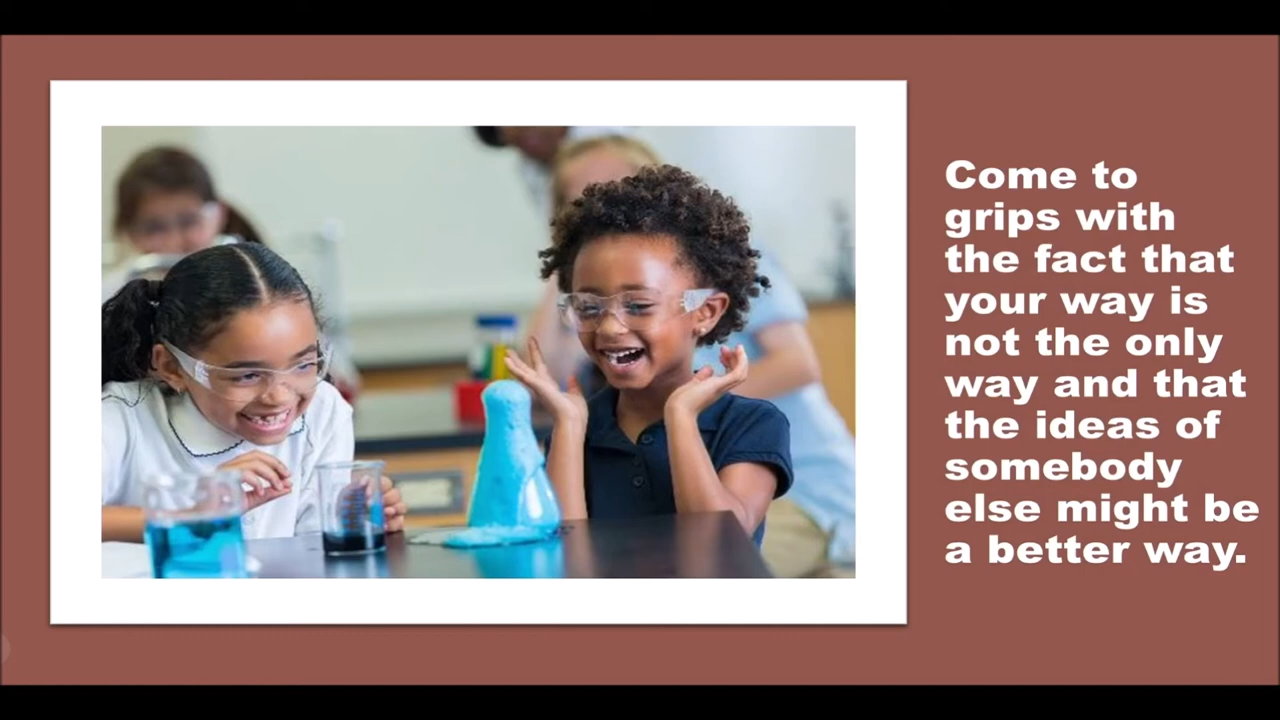 Come to
grips with
the fact that
your way is
not the only
way and that
the ideas of
somebody
else might be
a better way.